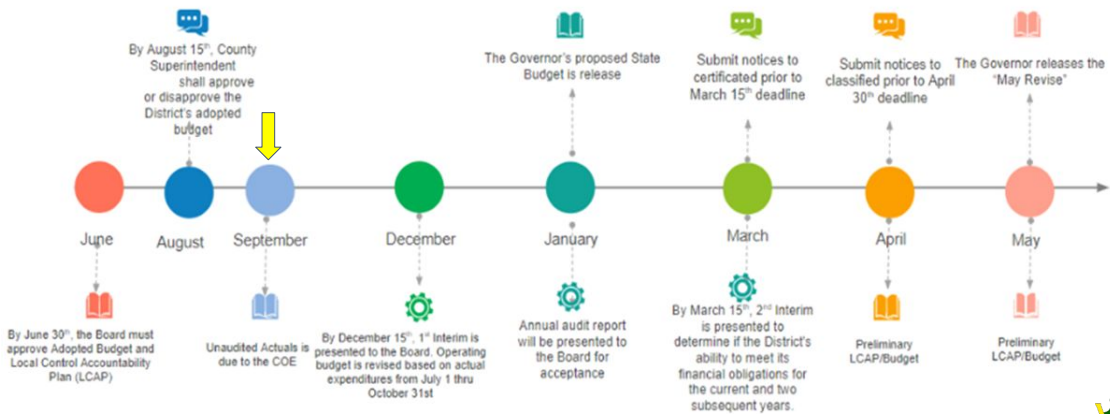 By August 15th, County
Superintendent
shall approve
or disapprove the
District's adopted
budget
The Governor's proposed State
Budget is release
Submit notices to
certificated prior to
March 15th deadline
Submit notices to
classified prior to April
30th deadline
The Governor releases the
"May Revise"
June
August
September
December
January
March
April
May
By June 30th, the Board must
approve Adopted Budget and
Local Control Accountability
Plan (LCAP)
Unaudited Actuals is
due to the COE
By December 15th, 1st Interim is
presented to the Board. Operating
budget is revised based on actual
expenditures from July 1 thru
October 31st
Annual audit report
will be presented to
the Board for
acceptance
By March 15th, 2nd Interim
is presented to
determine if the District's
ability to meet its
financial obligations for
the current and two
subsequent years.
Preliminary
LCAP/Budget
Preliminary
LCAP/Budget